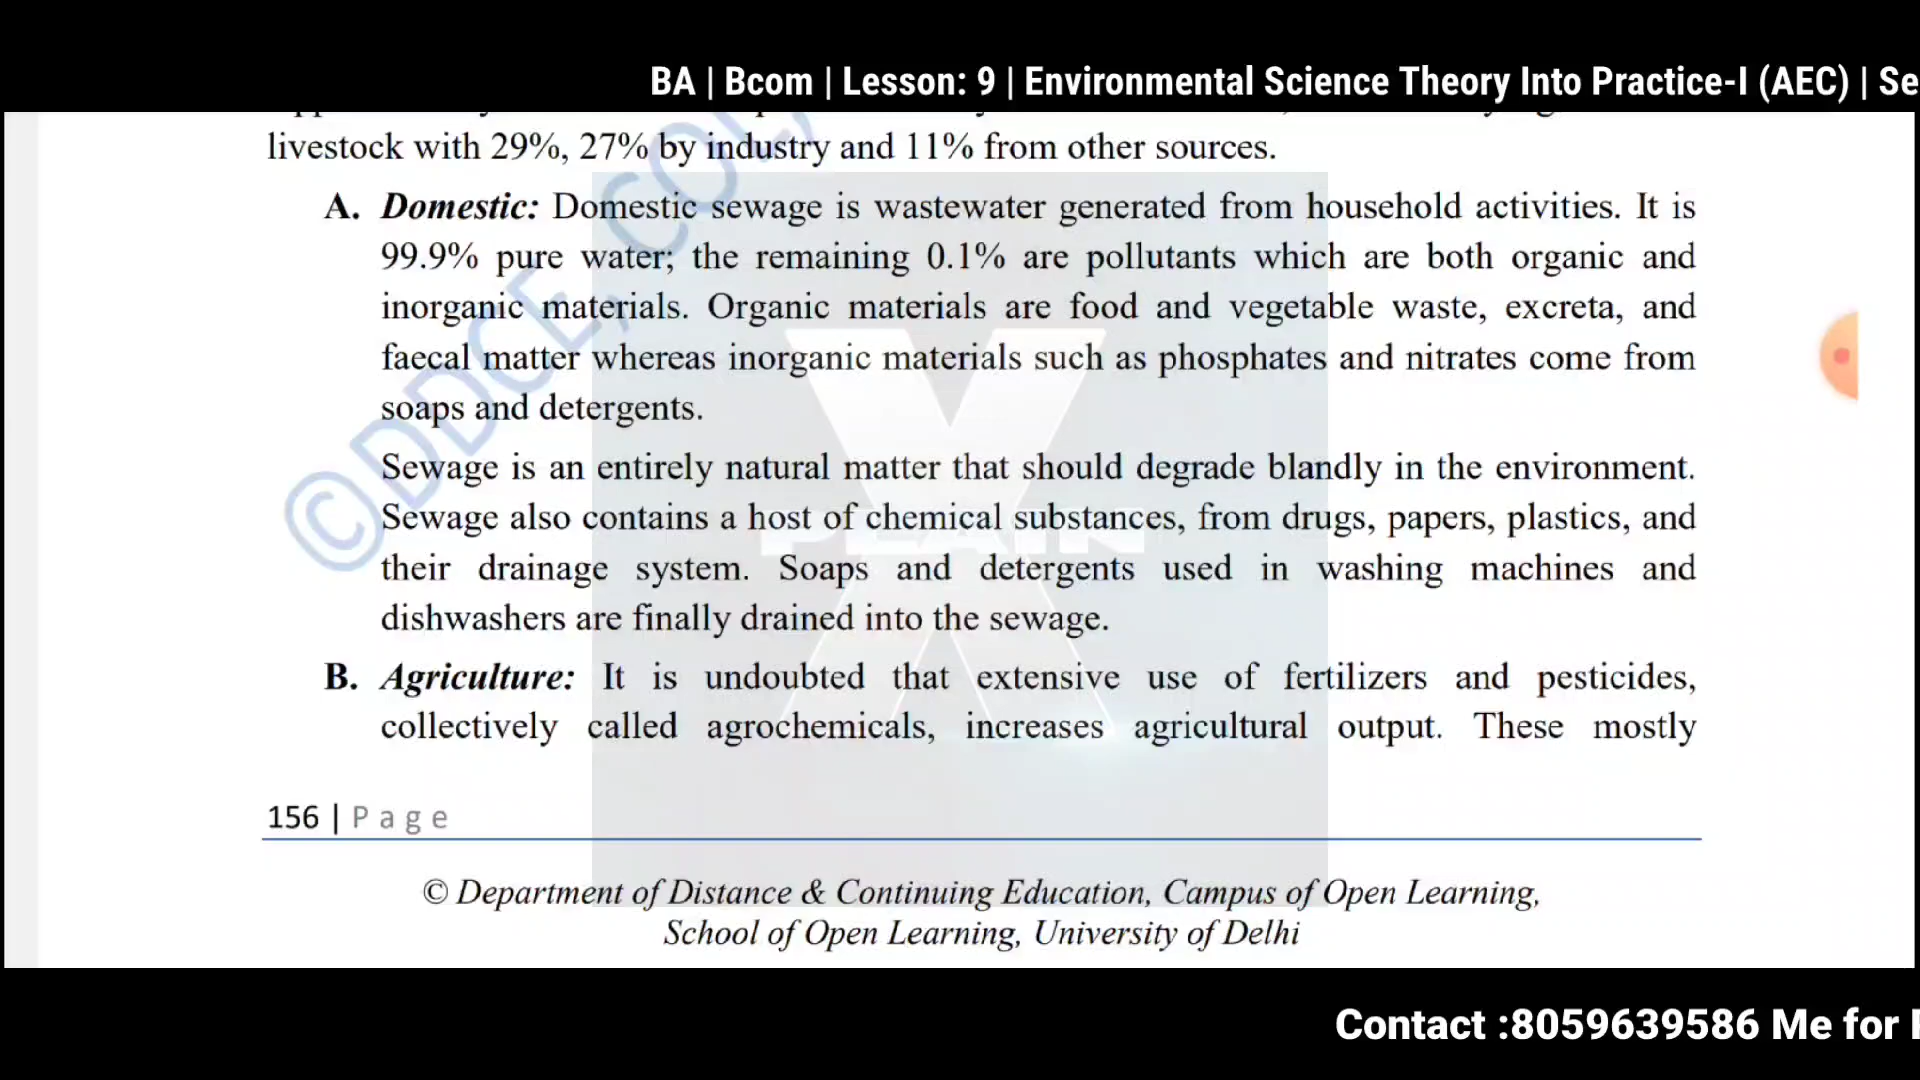 BA | Bcom | Lesson: 9 | Environmental Science Theory Into Practice-I (AEC) | Se
livestock with 29%, 27% by industry and 11% from other sources.
A. Domestic: Domestic sewage is wastewater generated from household activities. It is
99.9% pure water; the remaining 0.1% are pollutants which are both organic and
inorganic materials. Organic materials are food and vegetable waste, excreta, and
faecal matter whereas inorganic materials such as phosphates and nitrates come from
soaps and detergents.
Sewage is an entirely natural matter that should degrade blandly in the environment.
Sewage also contains a host of chemical substances, from drugs, papers, plastics, and
their drainage system. Soaps and detergents used in washing machines and
dishwashers are finally drained into the sewage.
B. Agriculture: It is undoubted that extensive use of fertilizers and pesticides,
collectively called agrochemicals, increases agricultural output. These mostly
156 | Page
© Department of Distance & Continuing Education, Campus of Open Learning,
School of Open Learning, University of Delhi
©DDCE, COL,
PLAIN
Contact :8059639586 Me for